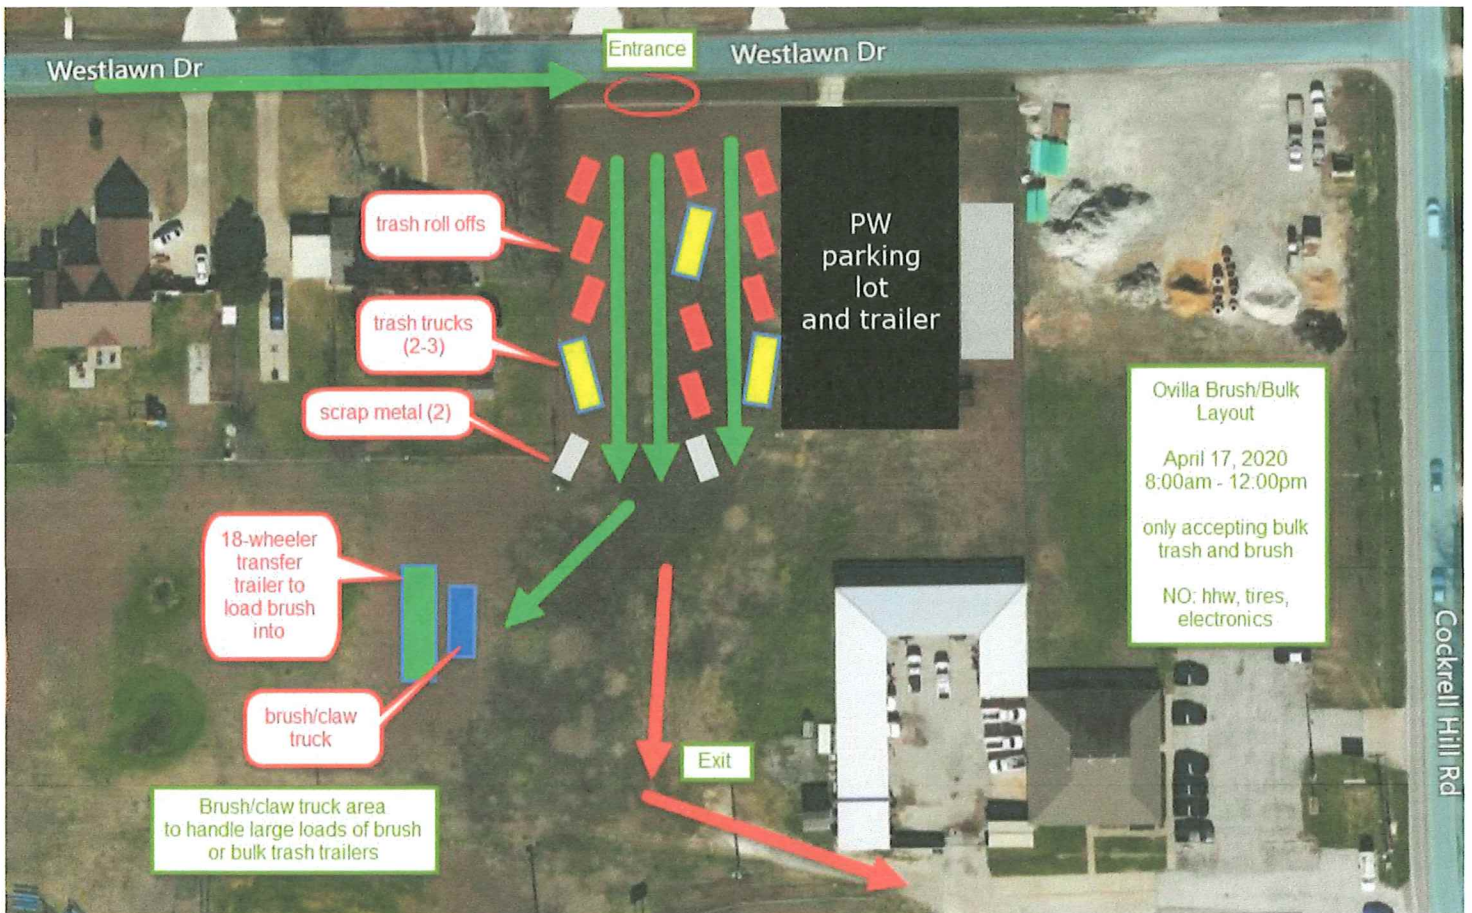 Entrance
Westlawn Dr
Westlawn Dr
trash roll offs
PW
parking
lot
and trailer
trash trucks
(2-3)
scrap metal (2)
Ovilla Brush/Bulk
Layout
April 17, 2020
8:00am - 12:00pm
only accepting bulk
trash and brush
NO: hhw, tires,
electronics
18-wheeler
transfer
trailer to
load brush
into
brush/claw
truck
Exit
Cockrell Hill Rd
Brush/claw truck area
to handle large loads of brush
or bulk trash trailers